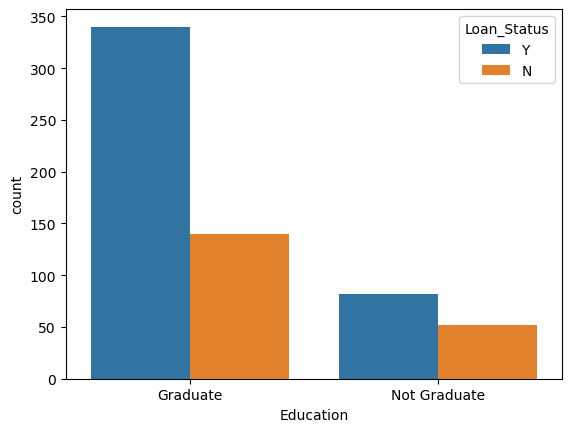 Loan_Status
Y
N
350
300
250
200
150
100
50
0
count
Graduate
Not Graduate
Education